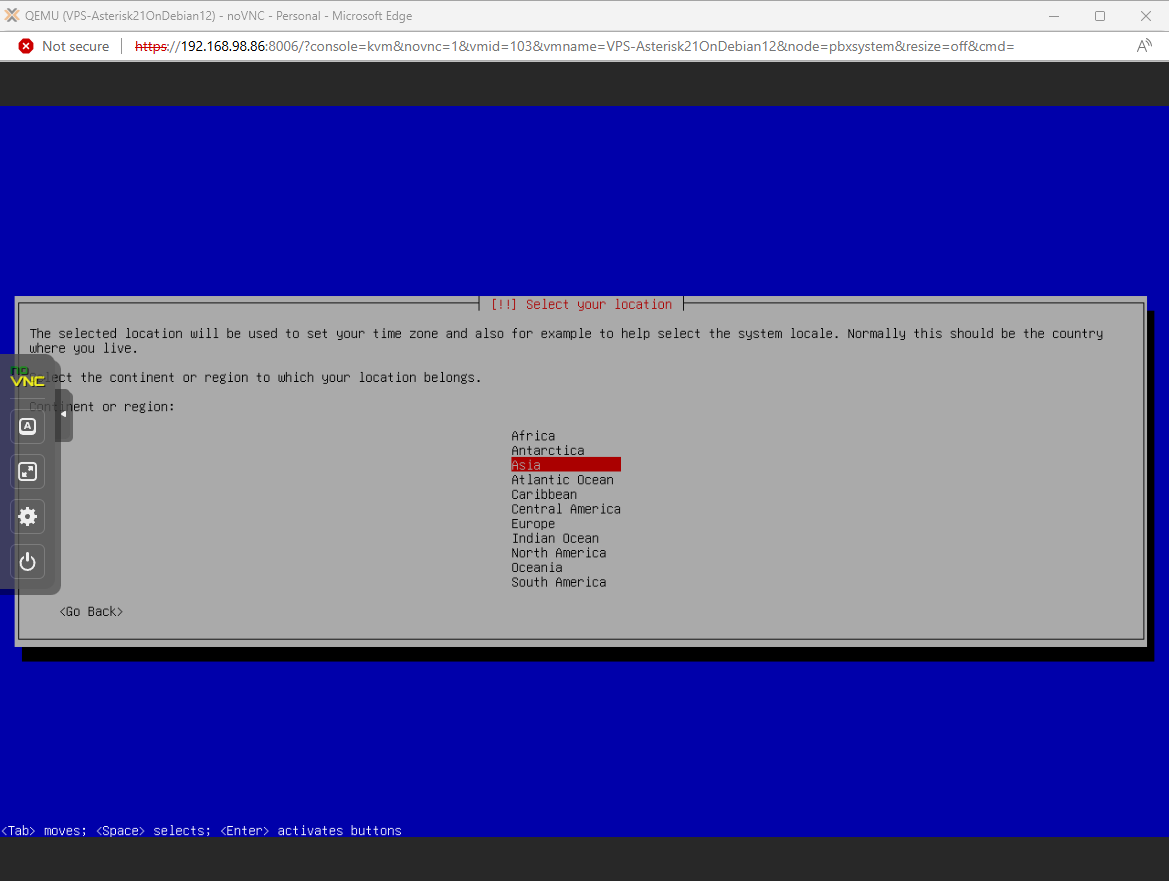 QEMU (VPS-Asterisk21OnDebian12) - noVNC - Personal - Microsoft Edge
Not secure | https://192.168.98.86:8006/?console=kvm&novnc=1&vmid=103&vmname=VPS-Asterisk21OnDebian12&node=pbxsystem&resize=off&cmd=
[!!] Select your location
The selected location will be used to set your time zone and also for example to help select the system locale. Normally this should be the country
where you live.
no
VNC
lect the continent or region to which your location belongs.
Continent or region:
A
Africa
Antarctica
Asia
Atlantic Ocean
Caribbean
Central America
Europe
Indian Ocean
North America
Oceania
South America
<Go Back>
<Tab> moves; <Space> selects; <Enter> activates buttons